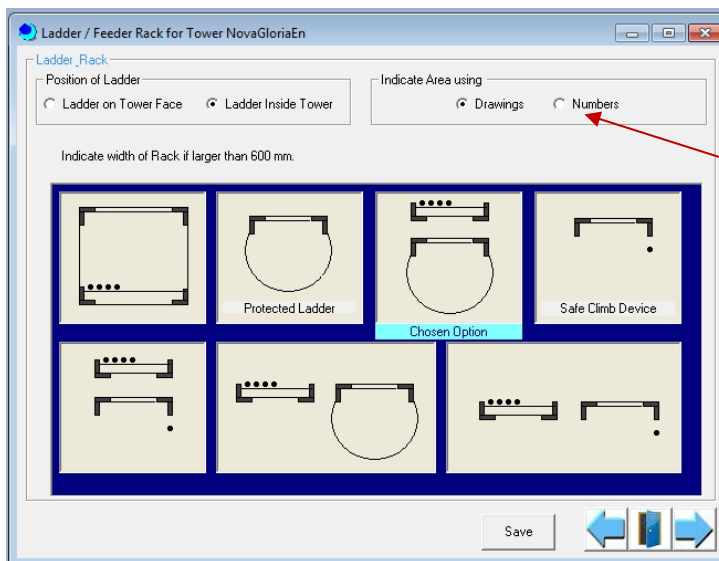 Ladder / Feeder Rack for Tower NovaGloriaEn
Ladder_Rack
Position of Ladder
Ladder on Tower Face
Ladder Inside Tower
Indicate Area using
Drawings
Numbers
Indicate width of Rack if larger than 600 mm.
Protected Ladder
Chosen Option
Safe Climb Device
Save